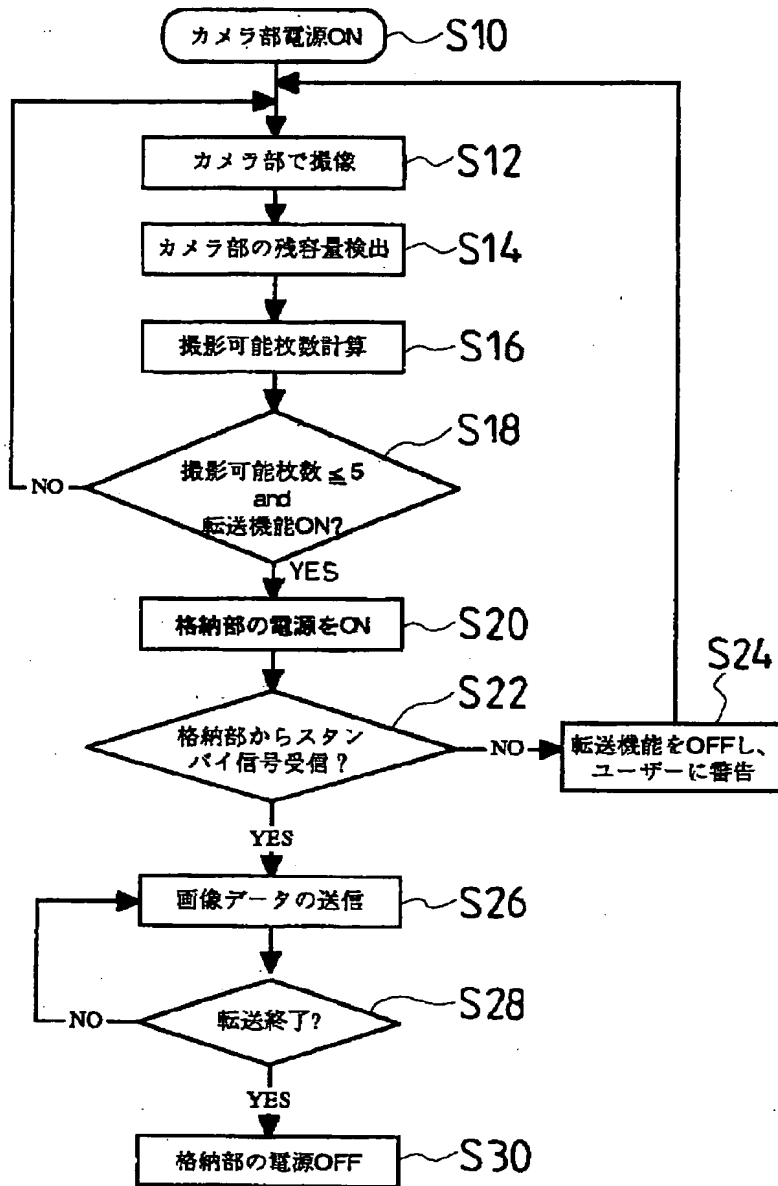 カメラ部電源ON
S10
カメラ部で撮像
S12
カメラ部の残容量検出
S14
撮影可能枚数計算
S16
S18
撮影可能枚数≦5
and
転送機能ON?
NO
YES
格納部の電源をON
S20
S22
格納部からスタン
バイ信号受信?
NO
S24
転送機能をOFFし、
ユーザーに警告
YES
画像データの送信
S26
転送終了?
S28
NO
YES
格納部の電源OFF
S30